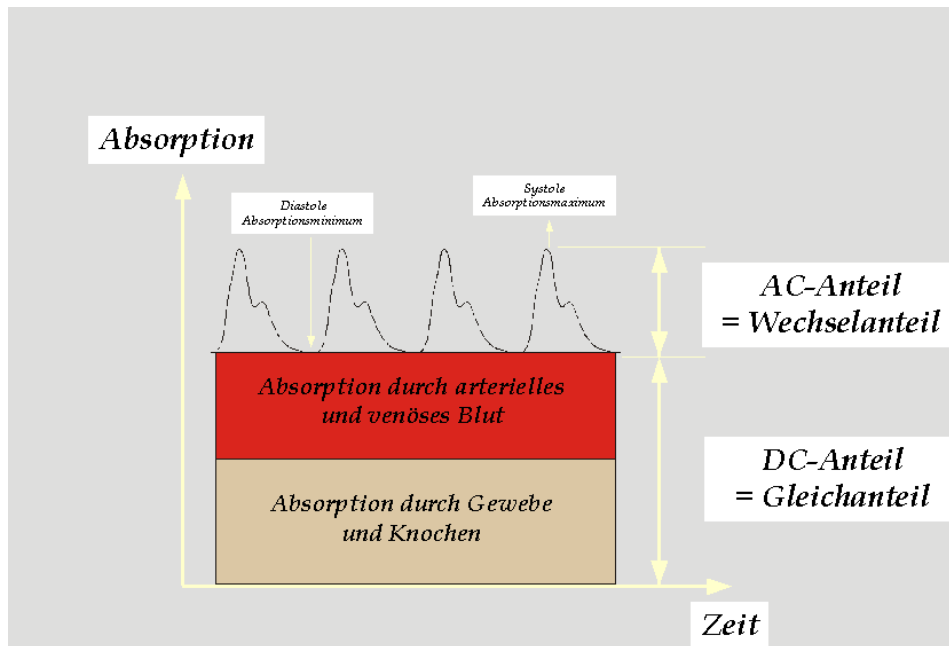 Absorption
Diastole
Absorptionsminimum
Systole
Absorptionsmaximum
AC-Anteil
= Wechselanteil
Absorption durch arterielles
und venöses Blut
DC-Anteil
= Gleichanteil
Absorption durch Gewebe
und Knochen
Zeit